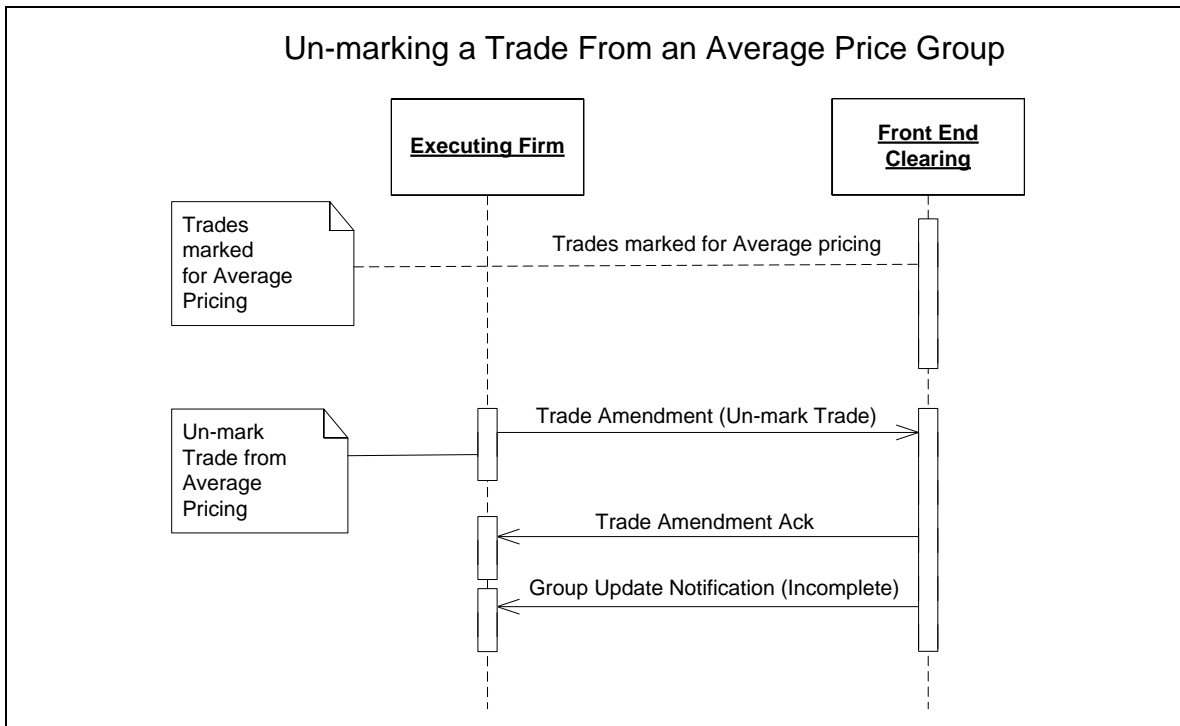 Un-marking a Trade From an Average Price Group
Executing Firm
Front End
Clearing
Trades
marked
for Average
Pricing
Trades marked for Average pricing
Un-mark
Trade from
Average
Pricing
Trade Amendment (Un-mark Trade)
Trade Amendment Ack
Group Update Notification (Incomplete)